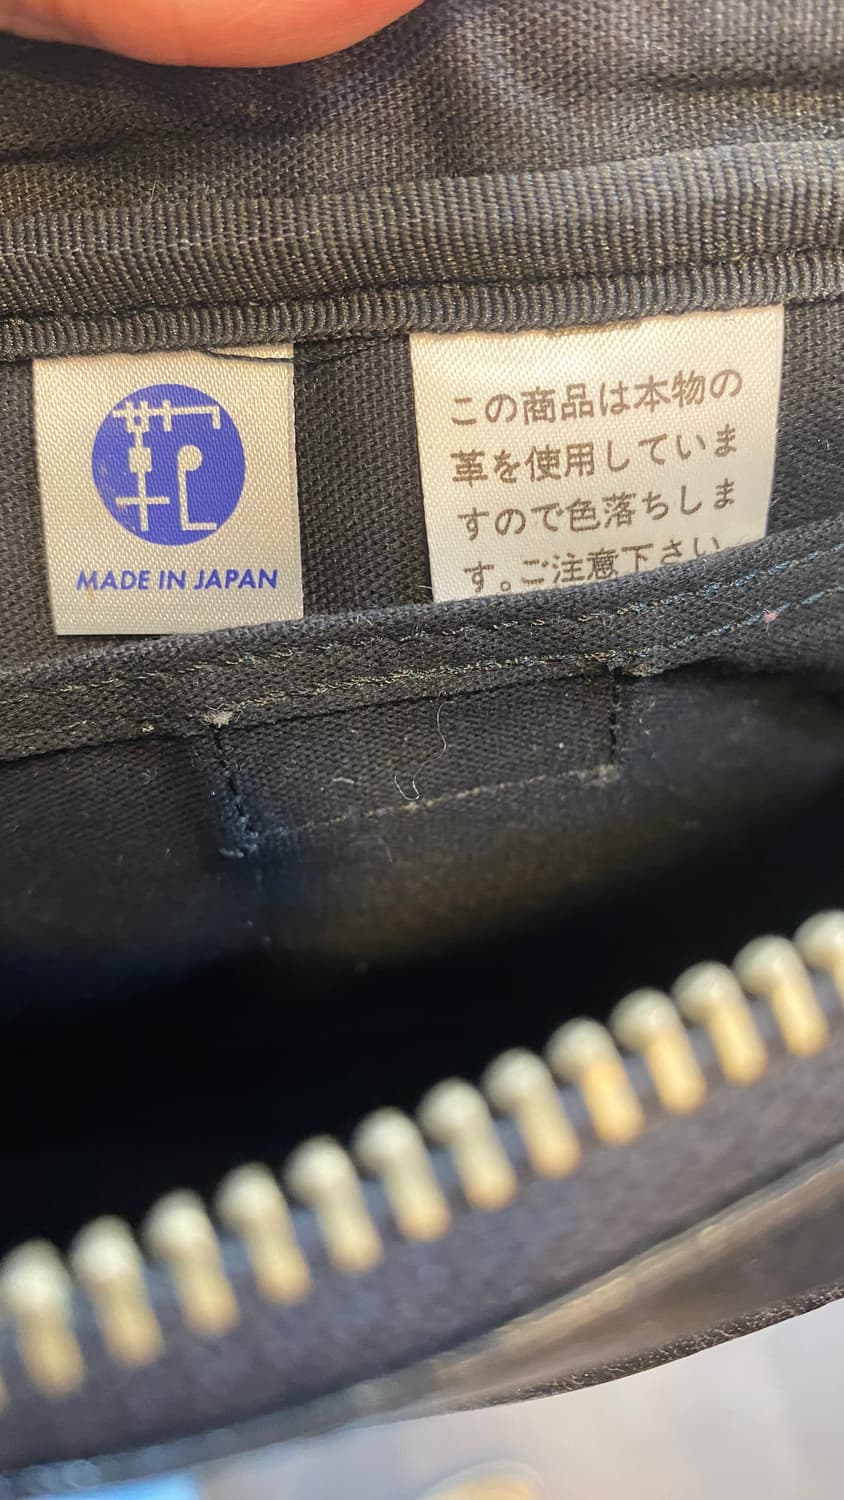 MADE IN JAPAN
この商品は本物の
革を使用していま
すので色落ちしま
す。ご注意下さい